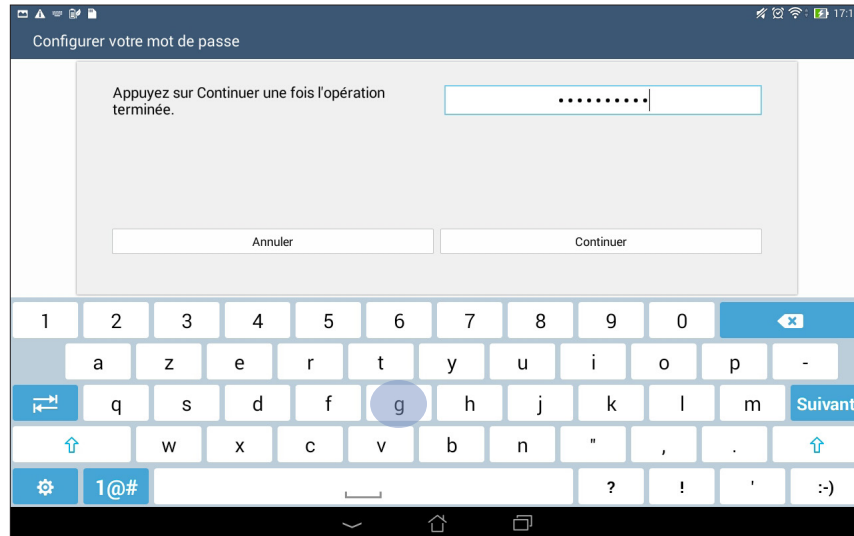 17:1
Configurer votre mot de passe
Appuyez sur Continuer une fois l'opération
terminée.
••••••••••
Annuler
Continuer
1 2 3 4 5 6 7 8 9 0
a z e r t y u i o p -
q s d f g h j k l m Suivant
w x c v b n " , .
1@# ? ! ' :-)